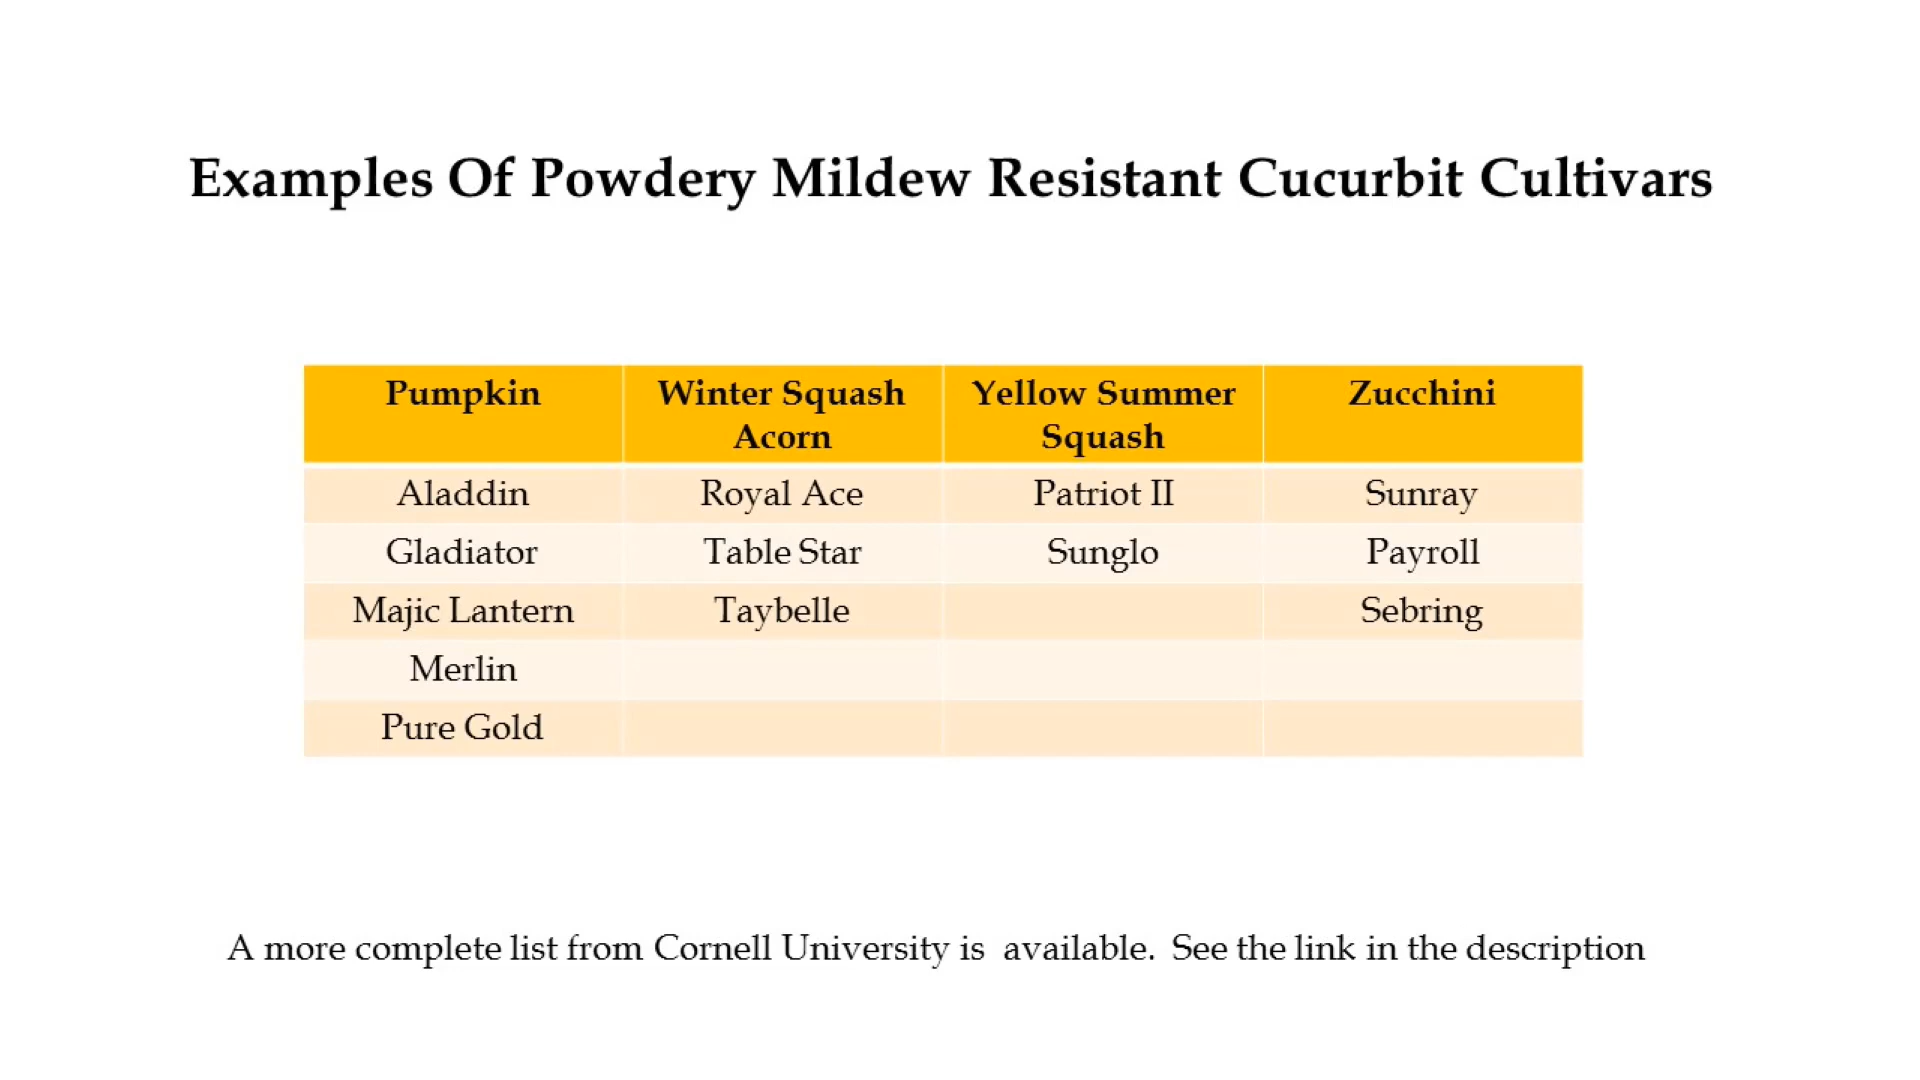 Examples Of Powdery Mildew Resistant Cucurbit Cultivars
Pumpkin Winter Squash Acorn Yellow Summer Squash Zucchini
Aladdin Royal Ace Patriot II Sunray
Gladiator Table Star Sunglo Payroll
Majic Lantern Taybelle Sebring
Merlin
Pure Gold
A more complete list from Cornell University is available. See the link in the description